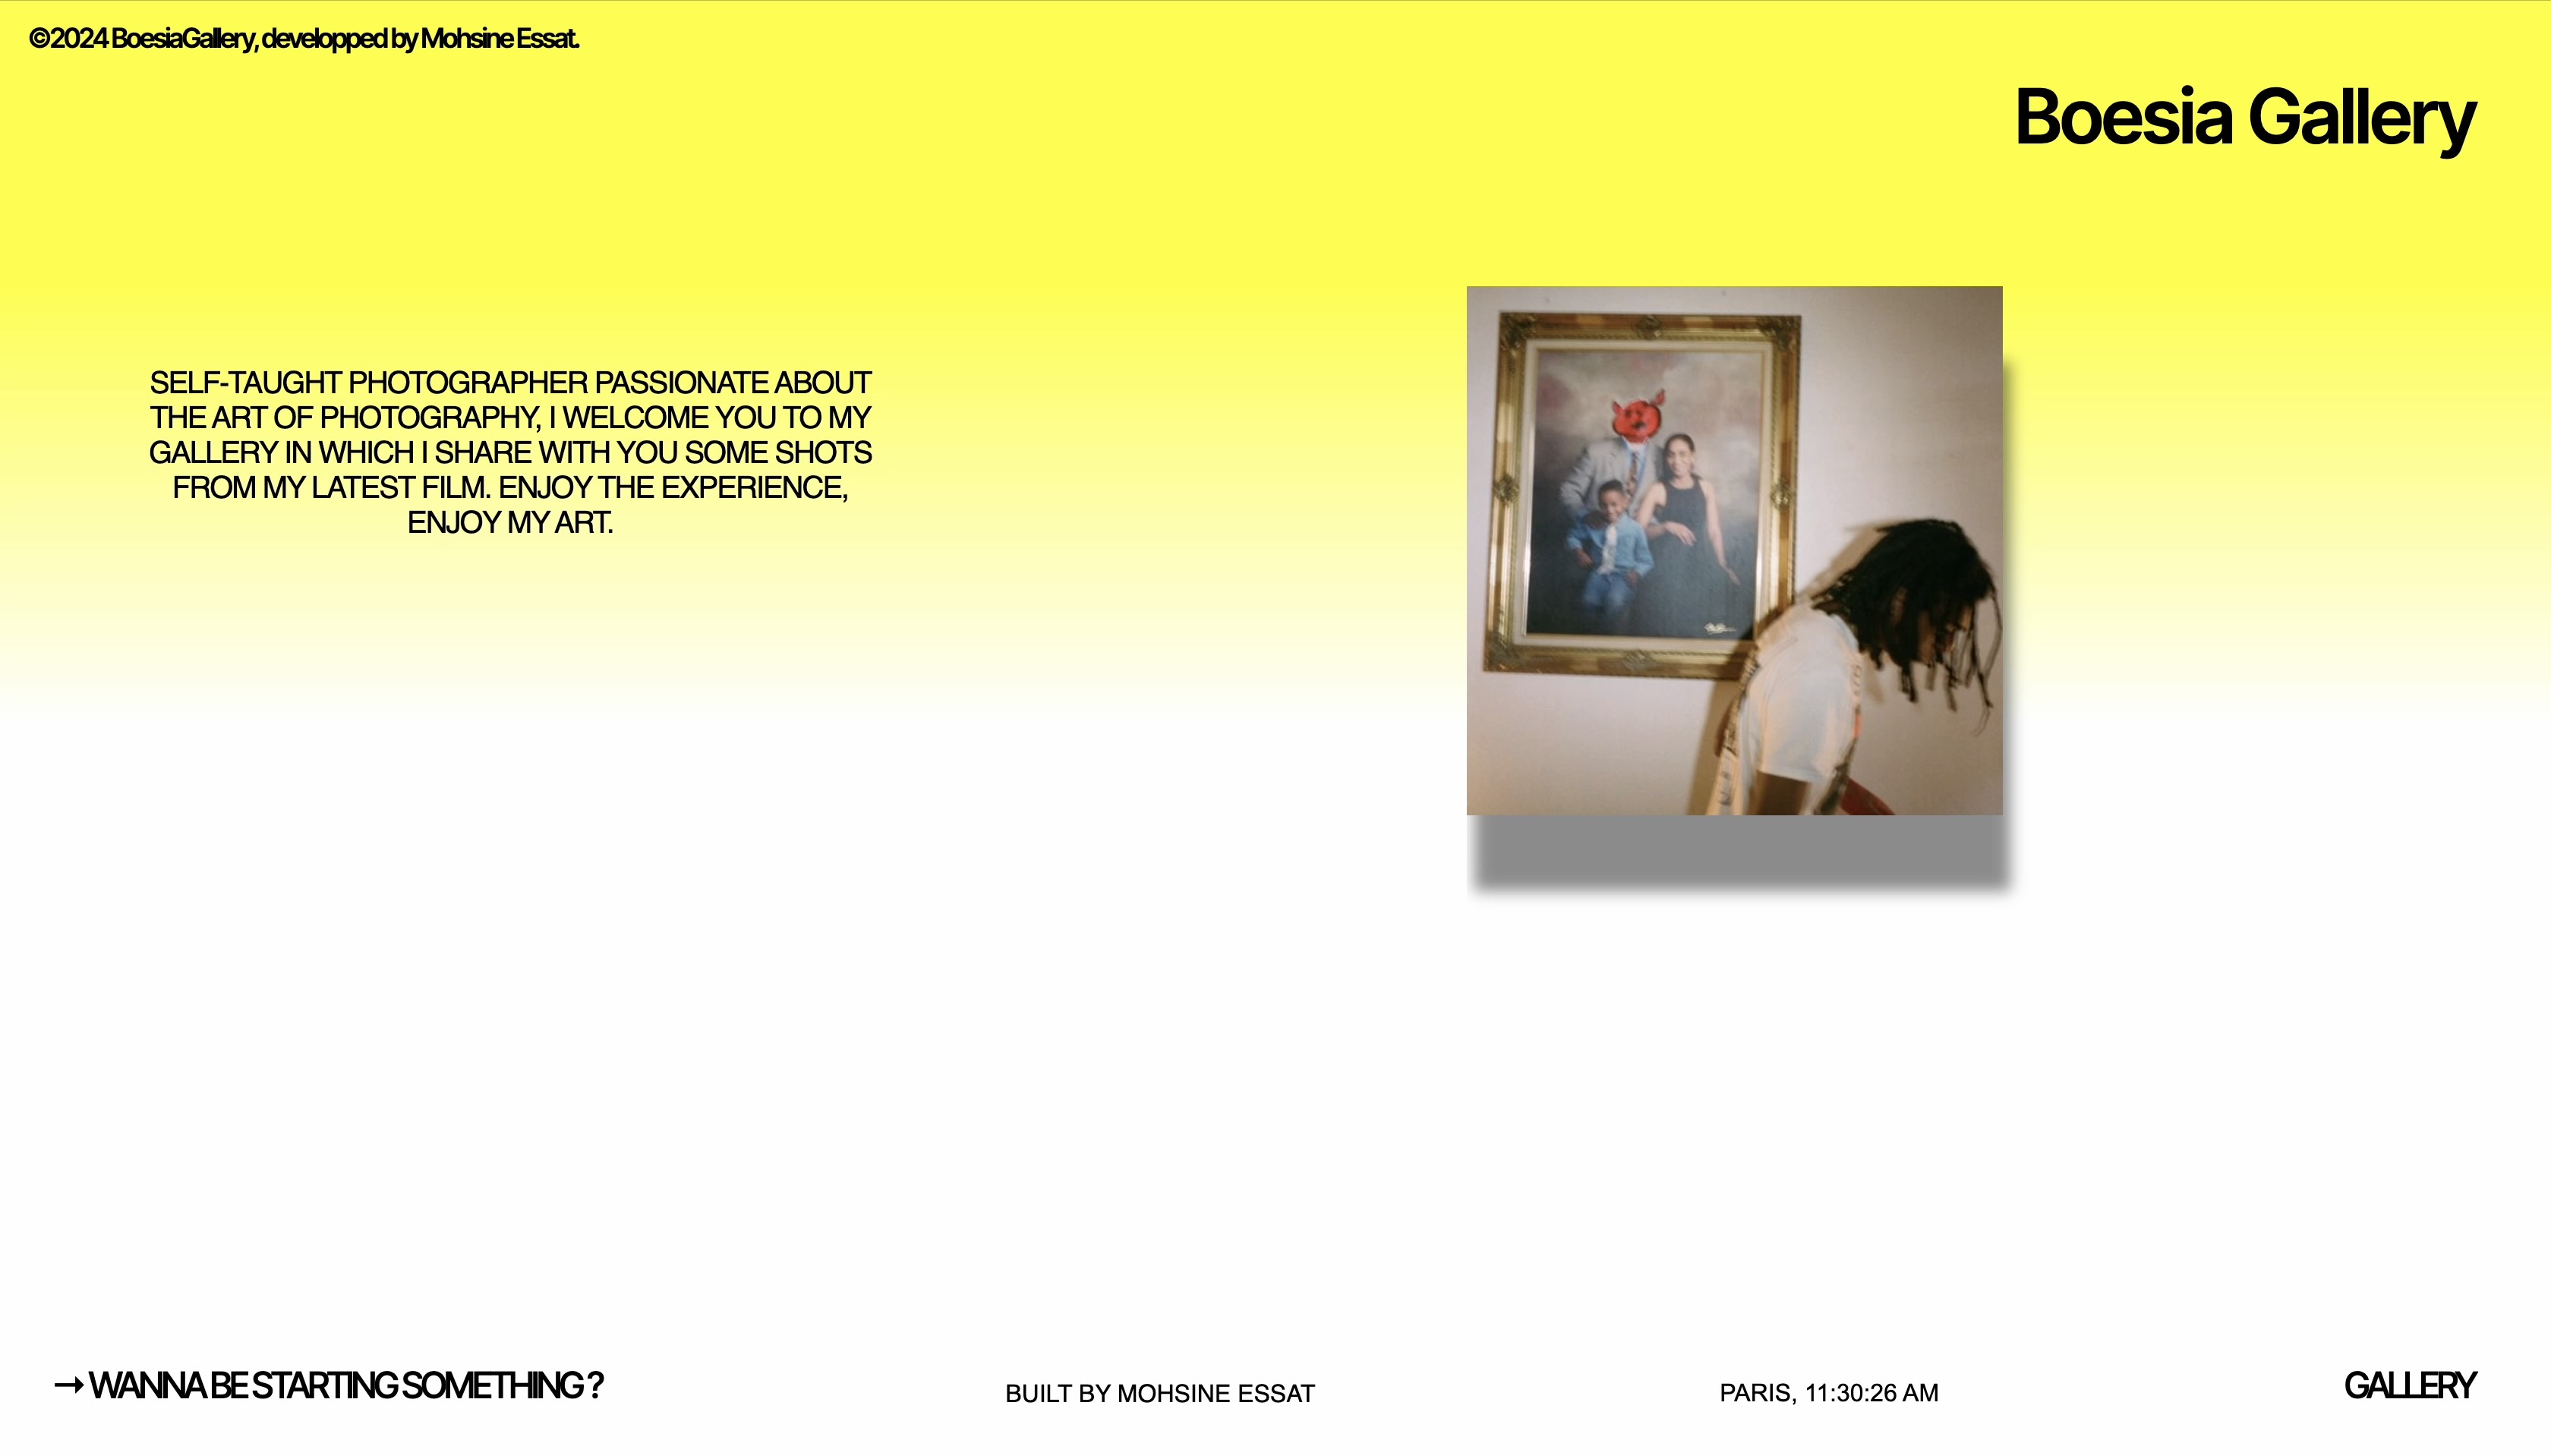 ©2024 BoesiaGallery, developped by Mohsine Essat.
Boesia Gallery
SELF-TAUGHT PHOTOGRAPHER PASSIONATE ABOUT
THE ART OF PHOTOGRAPHY, I WELCOME YOU TO MY
GALLERY IN WHICH I SHARE WITH YOU SOME SHOTS
FROM MY LATEST FILM. ENJOY THE EXPERIENCE,
ENJOY MY ART.
→ WANNA BE STARTING SOMETHING ?
BUILT BY MOHSINE ESSAT
PARIS, 11:30:26 AM
GALLERY